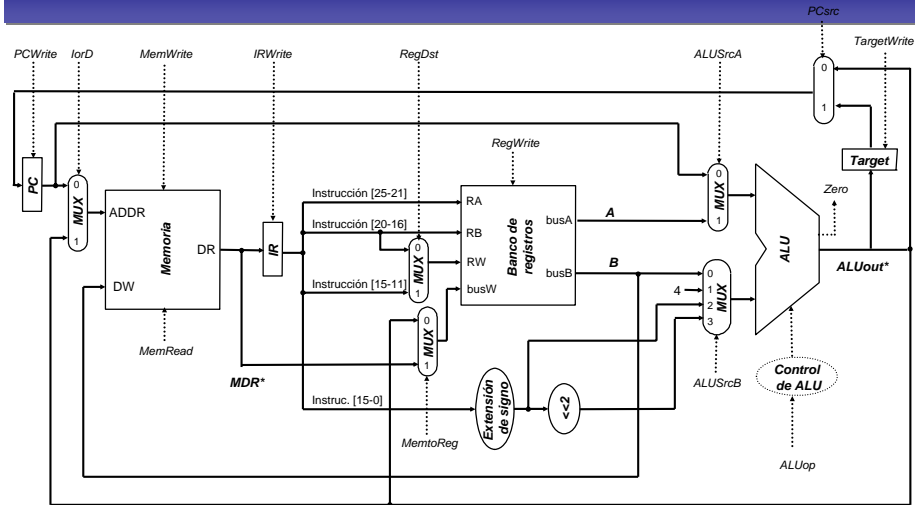 PCsrc
PCWrite
IorD
MemWrite
IRWrite
RegDst
ALUSrcA
TargetWrite
0
1
RegWrite
Target
PC
0
MUX
1
ADDR
Memoria
DR
DW
IR
Instrucción [25-21]
Instrucción [20-16]
Instrucción [15-11]
0
MUX
1
RA
RB
RW
busW
Banco de registros
busA
busB
A
B
0
MUX
1
Zero
ALU
ALUout*
4
0
1
2
3
MUX
0
MUX
1
MemRead
MDR*
Instruc. [15-0]
MemtoReg
Extensión de signo
<<2
ALUSrcB
Control
de ALU
ALUop